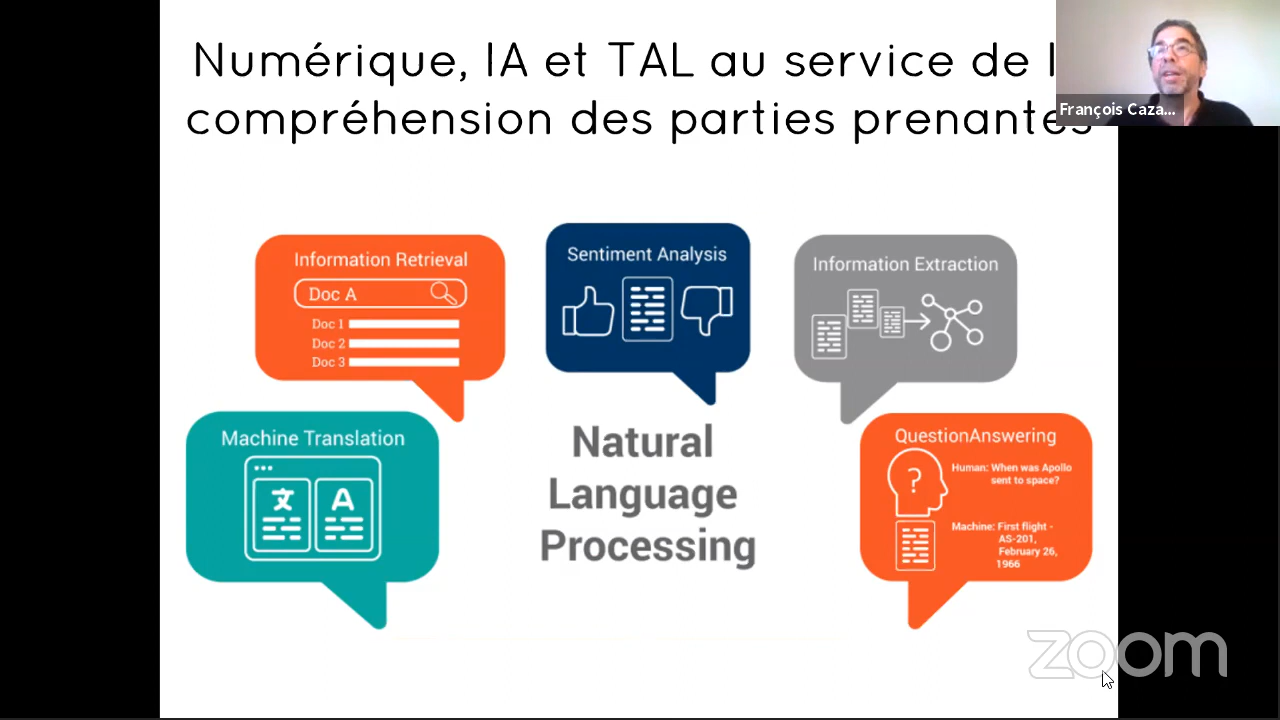 Numérique, IA et TAL au service de l
compréhension des parties prenantes
François Caza...
Information Retrieval
Doc A
Doc 1
Doc 2
Doc 3
Sentiment Analysis
Information Extraction
Machine Translation
文 A
Natural
Language
Processing
QuestionAnswering
?
Human: When was Apollo
sent to space?
Machine: First flight -
AS-201,
February 26,
1966
zoom